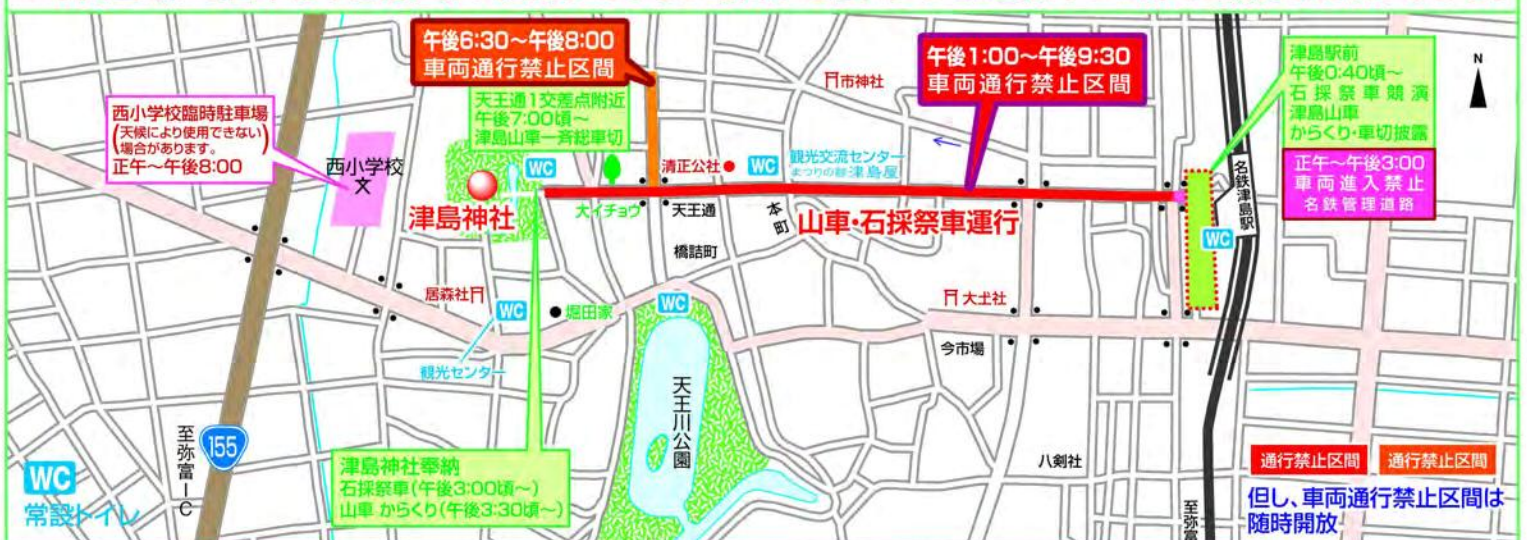 午後6:30～午後8:00
車両通行禁止区間
午後1:00～午後9:30
車両通行禁止区間
津島駅前
午後0:40頃～
石採祭車競演
津島山車
からくり・車切披露
N
西小学校臨時駐車場
(天候により使用できない
場合があります。)
正午～午後8:00
天王通1交差点附近
午後7:00頃～
津島山車一斉総車切
市神社
正午～午後3:00
車両進入禁止
名鉄管理道路
西小学校
文
WC
清正公社
WC
観光交流センター
まつりの館 津島屋
名鉄津島駅
津島神社
大イチョウ
天王通
本町
山車・石採祭車運行
WC
橋詰町
居森社
WC
堀田家
WC
大土社
今市場
観光センター
天王川公園
至弥富IC
155
津島神社奉納
石採祭車(午後3:00頃～)
山車 からくり(午後3:30頃～)
八剣社
WC
常設トイレ
通行禁止区間
通行禁止区間
但し、車両通行禁止区間は
随時開放
至弥富